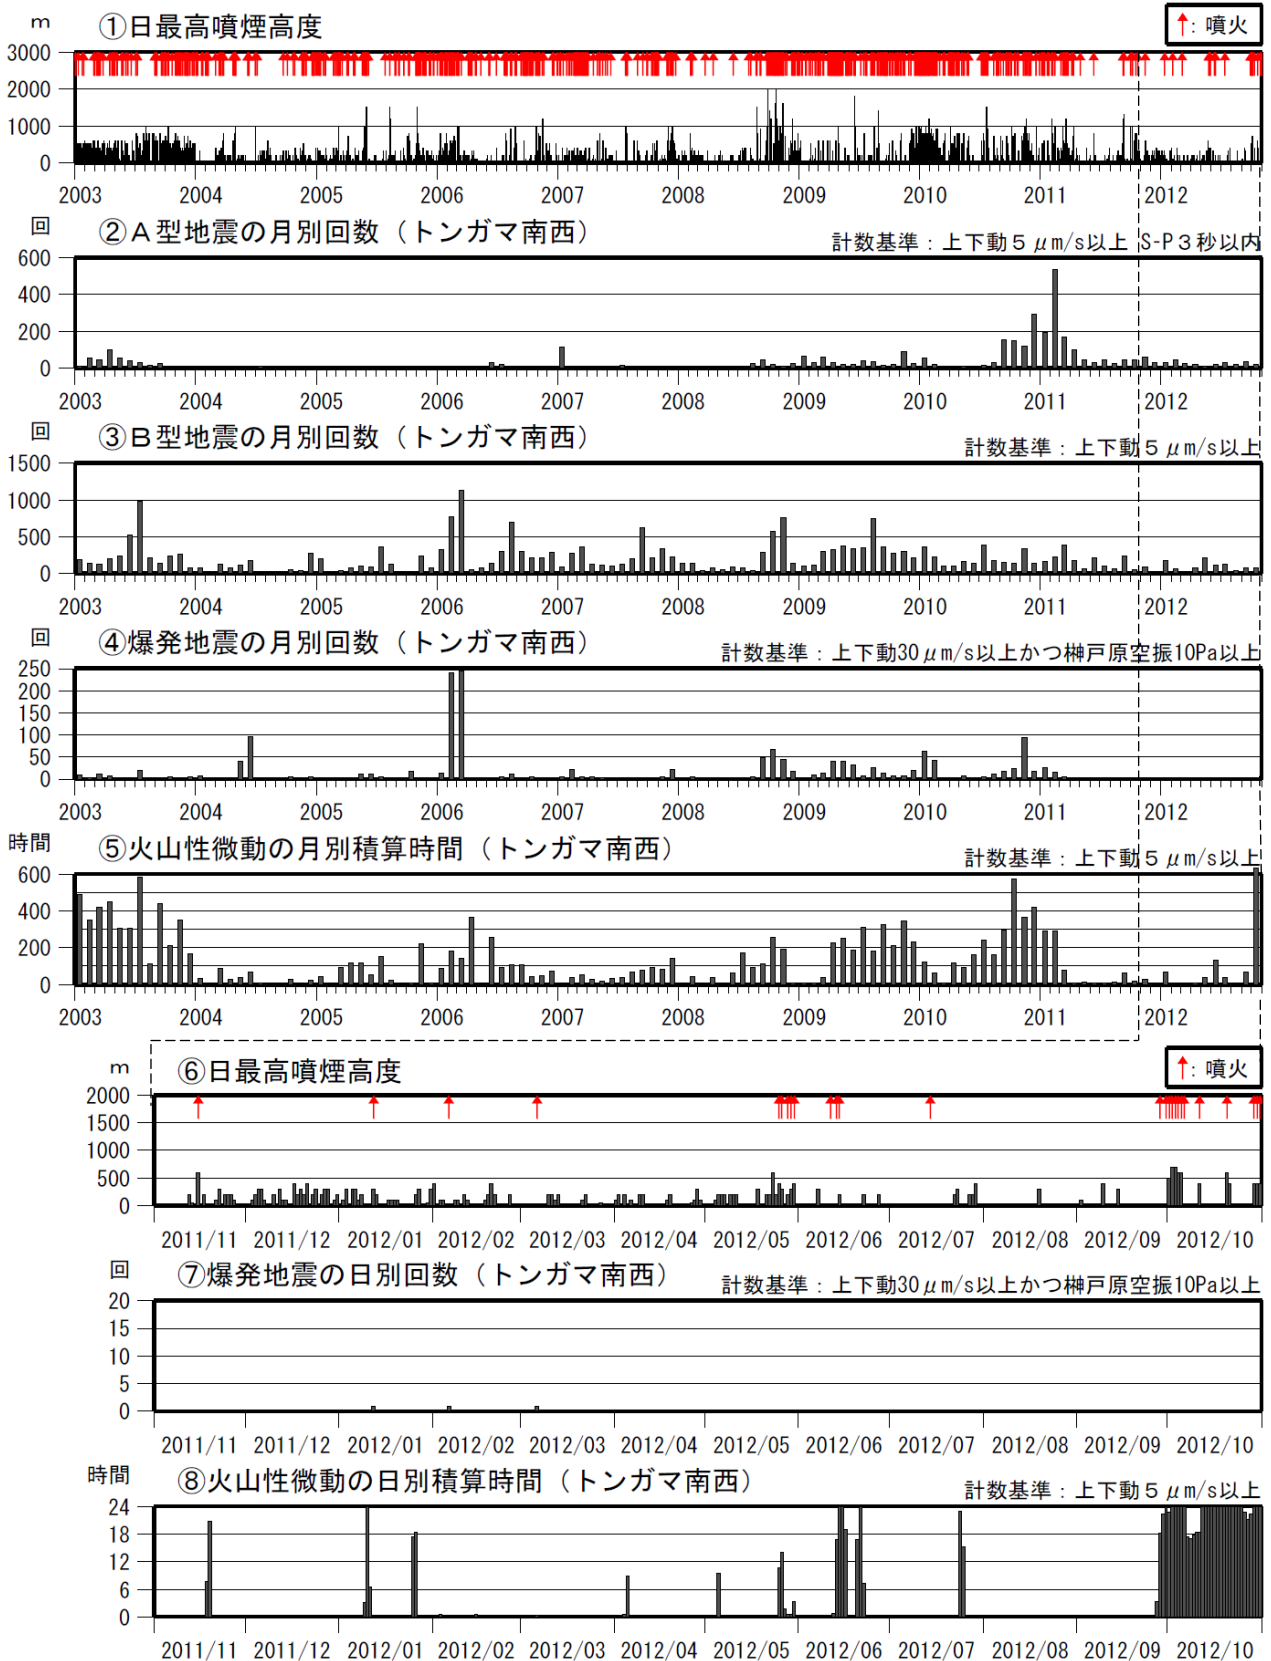 m ①日最高噴煙高度 ↑: 噴火
3000
2000
1000
0
2003 2004 2005 2006 2007 2008 2009 2010 2011 2012
回 ②A型地震の月別回数（トンガマ南西） 計数基準：上下動5μm/s以上 S-P3秒以内
600
400
200
0
2003 2004 2005 2006 2007 2008 2009 2010 2011 2012
回 ③B型地震の月別回数（トンガマ南西） 計数基準：上下動5μm/s以上
1500
1000
500
0
2003 2004 2005 2006 2007 2008 2009 2010 2011 2012
回 ④爆発地震の月別回数（トンガマ南西） 計数基準：上下動30μm/s以上かつ榊戸原空振10Pa以上
250
200
150
100
50
0
2003 2004 2005 2006 2007 2008 2009 2010 2011 2012
時間 ⑤火山性微動の月別積算時間（トンガマ南西） 計数基準：上下動5μm/s以上
600
400
200
0
2003 2004 2005 2006 2007 2008 2009 2010 2011 2012
m ⑥日最高噴煙高度 ↑: 噴火
2000
1500
1000
500
0
2011/11 2011/12 2012/01 2012/02 2012/03 2012/04 2012/05 2012/06 2012/07 2012/08 2012/09 2012/10
回 ⑦爆発地震の日別回数（トンガマ南西） 計数基準：上下動30μm/s以上かつ榊戸原空振10Pa以上
20
15
10
5
0
2011/11 2011/12 2012/01 2012/02 2012/03 2012/04 2012/05 2012/06 2012/07 2012/08 2012/09 2012/10
時間 ⑧火山性微動の日別積算時間（トンガマ南西） 計数基準：上下動5μm/s以上
24
18
12
6
0
2011/11 2011/12 2012/01 2012/02 2012/03 2012/04 2012/05 2012/06 2012/07 2012/08 2012/09 2012/10